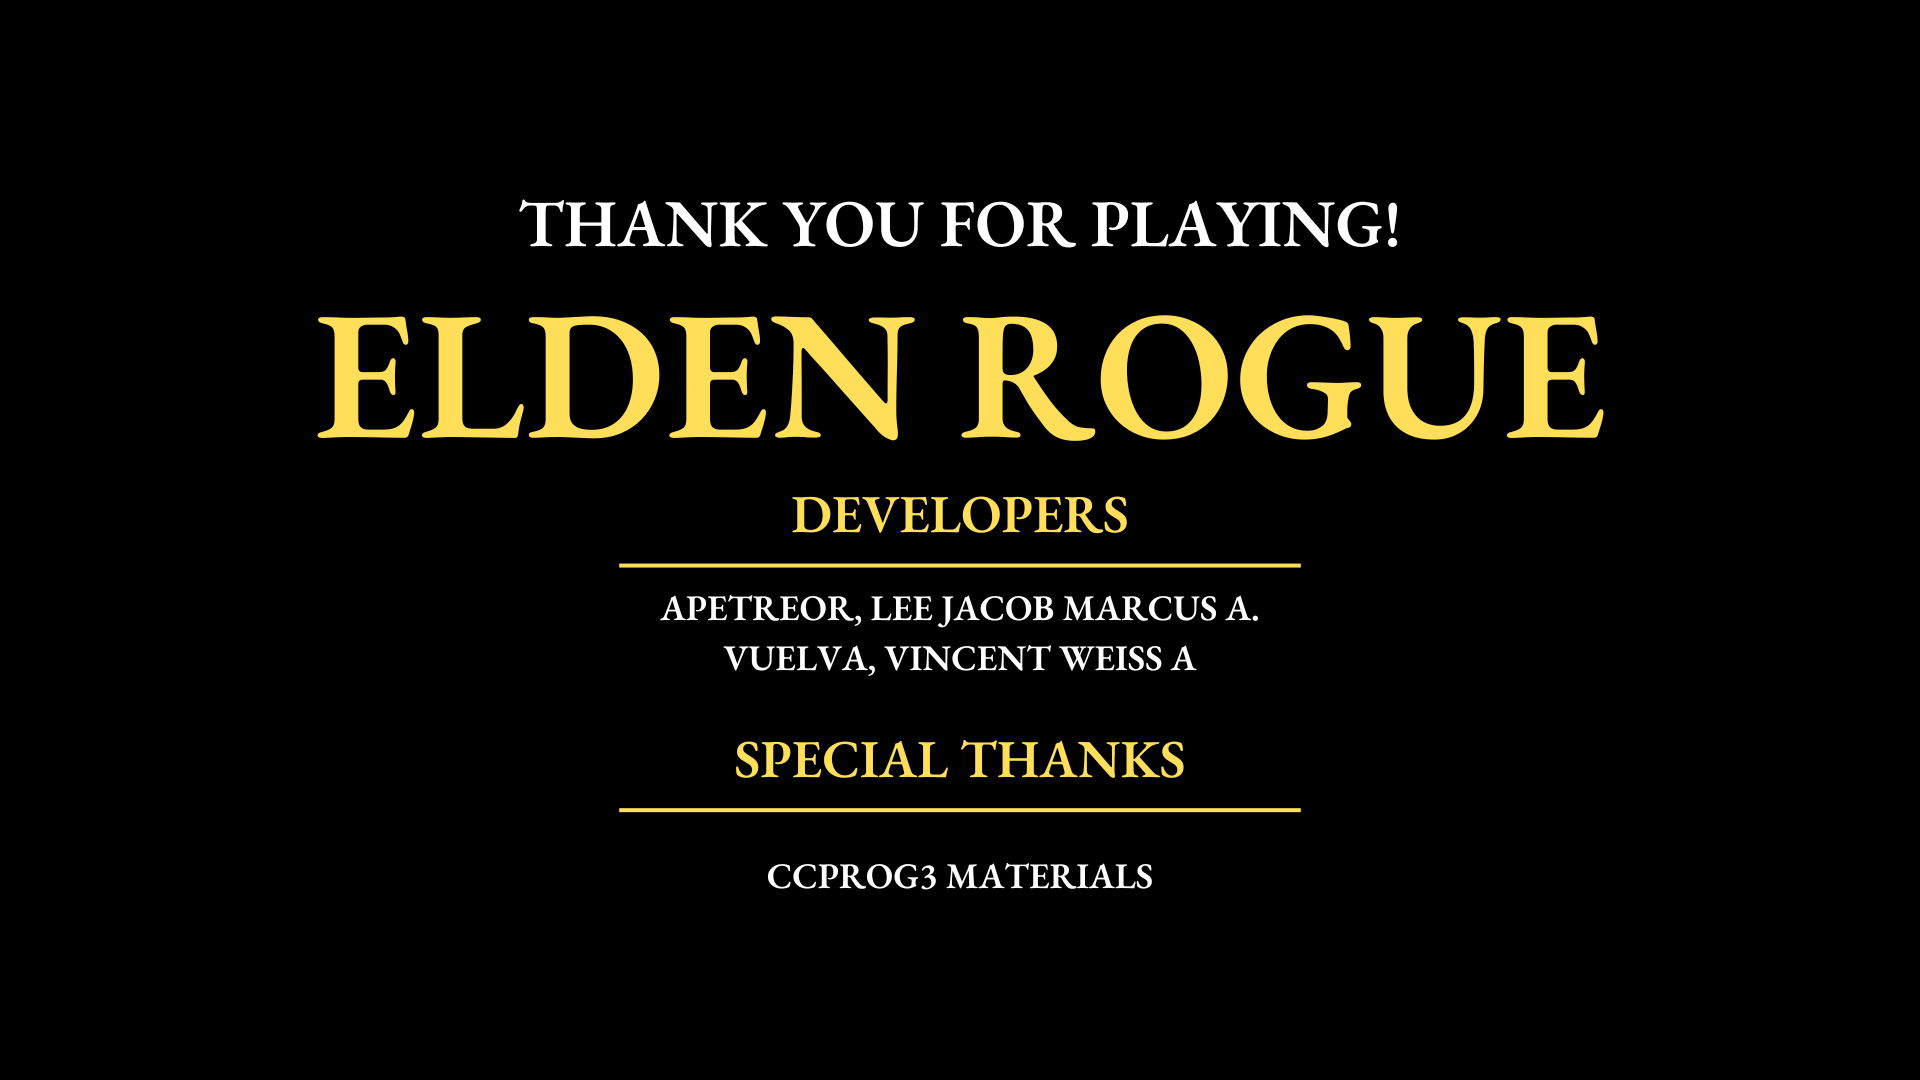 THANK YOU FOR PLAYING!
ELDEN ROGUE
DEVELOPERS
APETREOR, LEE JACOB MARCUS A.
VUELVA, VINCENT WEISS A
SPECIAL THANKS
CCPROG3 MATERIALS